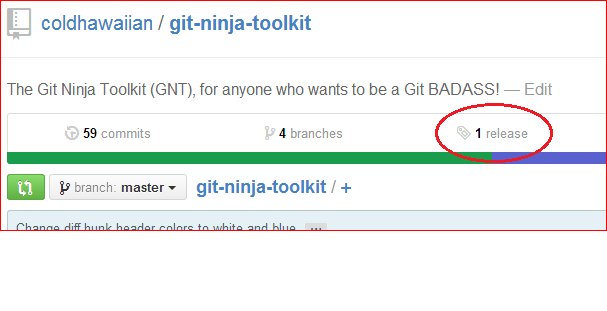 coldhawaiian / git-ninja-toolkit
The Git Ninja Toolkit (GNT), for anyone who wants to be a Git BADASS! — Edit
59 commits 4 branches 1 release
branch: master git-ninja-toolkit / +
Change diff hunk header colors to white and blue